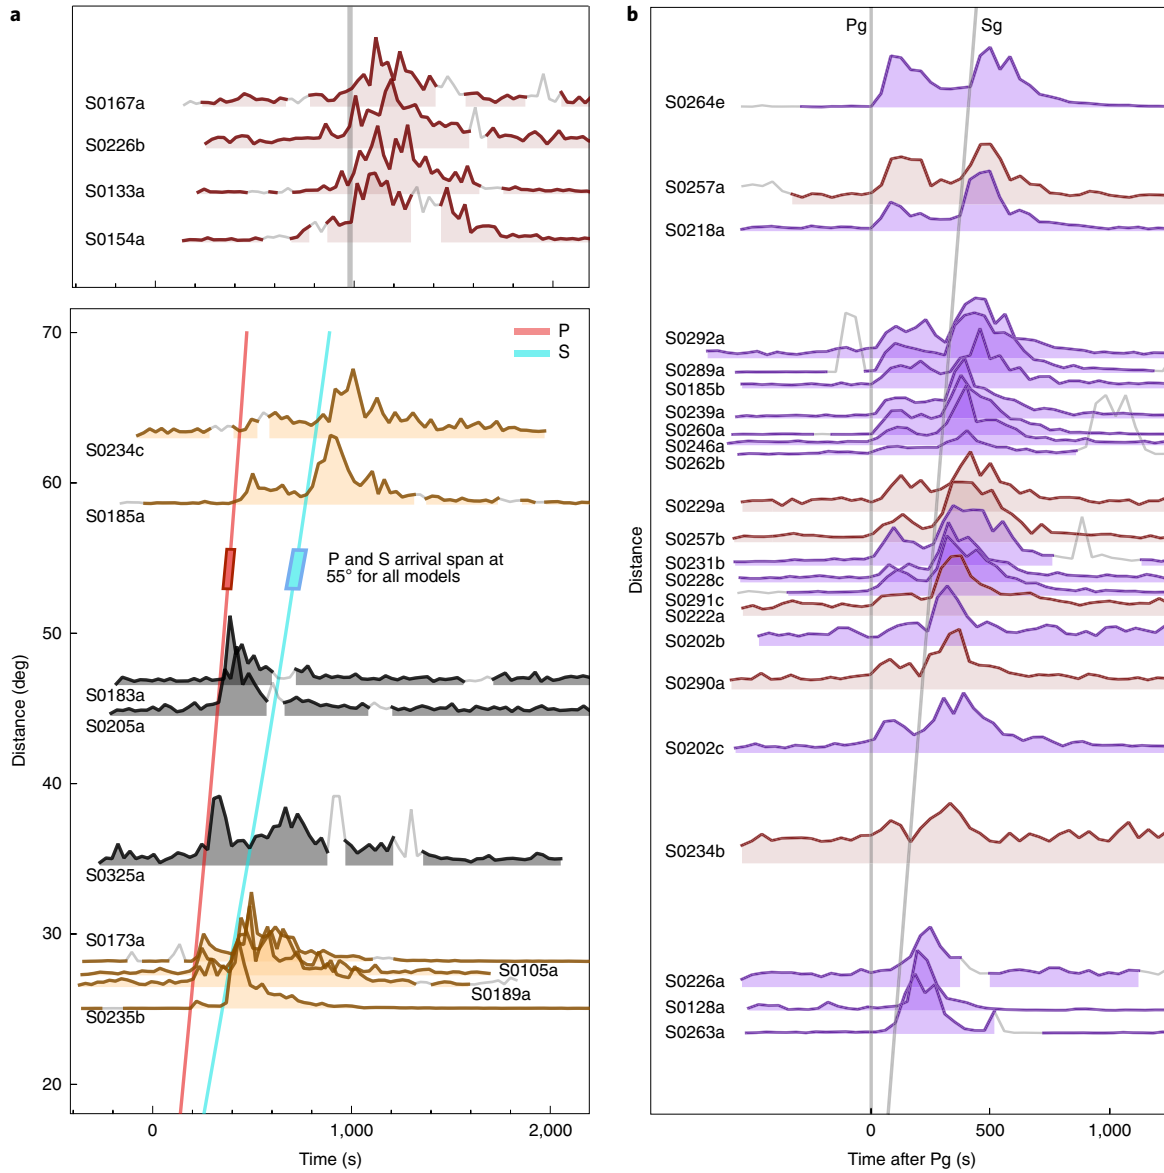 a
S0167a
S0226b
S0133a
S0154a
70
60
50
40
30
20
Distance (deg)
P
S
S0234c
S0185a
P and S arrival span at
55° for all models
S0183a
S0205a
S0325a
S0173a
S0105a
S0189a
S0235b
0
1,000
2,000
Time (s)
b
Pg
Sg
S0264e
S0257a
S0218a
S0292a
S0289a
S0185b
S0239a
S0260a
S0246a
S0262b
S0229a
S0257b
S0231b
S0228c
S0291c
S0222a
S0202b
S0290a
S0202c
S0234b
S0226a
S0128a
S0263a
Distance
0
500
1,000
Time after Pg (s)